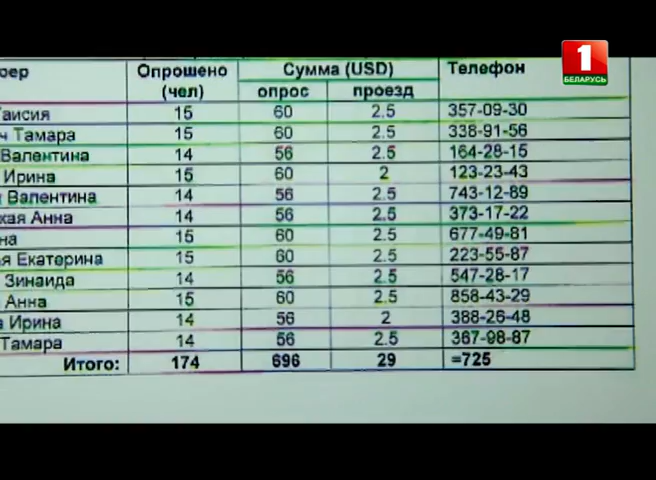 1
БЕЛАРУСЬ
ер Опрошено (чел) Сумма (USD) Телефон
опрос проезд
аисия 15 60 2.5 357-09-30
ч Тамара 15 60 2.5 338-91-56
Валентина 14 56 2.5 164-28-15
Ирина 15 60 2 123-23-43
Валентина 14 56 2.5 743-12-89
кая Анна 14 56 2.5 373-17-22
на 15 60 2.5 677-49-81
я Екатерина 15 60 2.5 223-55-87
Зинаида 14 56 2.5 547-28-17
Анна 15 60 2.5 858-43-29
а Ирина 14 56 2 388-26-48
Тамара 14 56 2.5 367-98-87
Итого: 174 696 29 =725